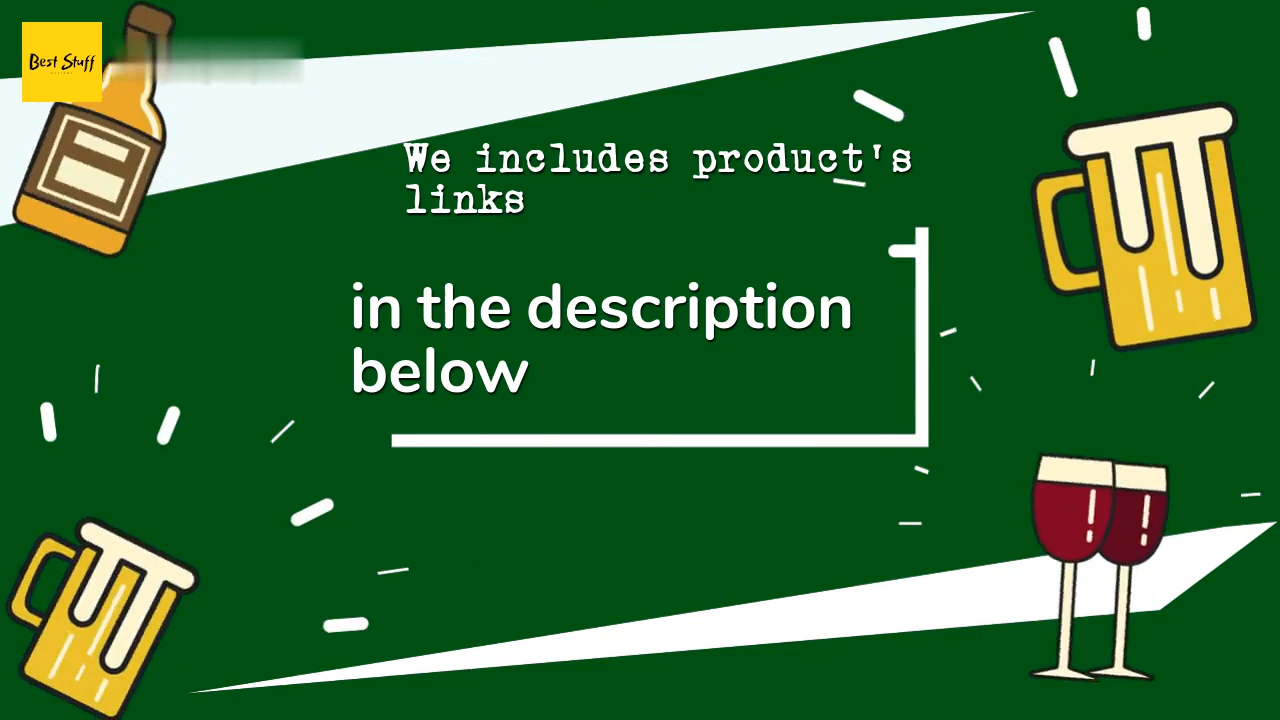 Best Stuff
We includes product's
links
in the description
below